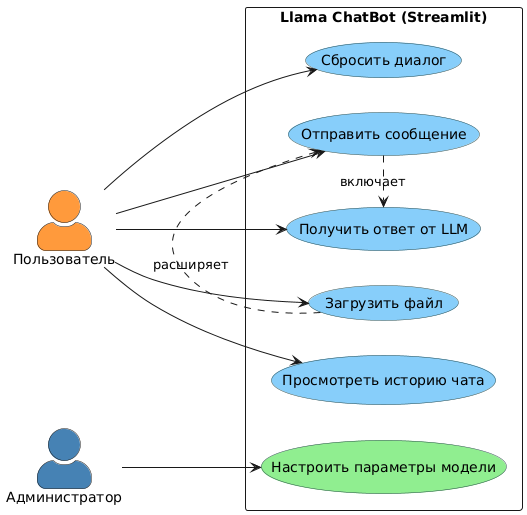 Llama ChatBot (Streamlit)
Сбросить диалог
Отправить сообщение
включает
Получить ответ от LLM
Пользователь
расширяет
Загрузить файл
Просмотреть историю чата
Настроить параметры модели
Администратор